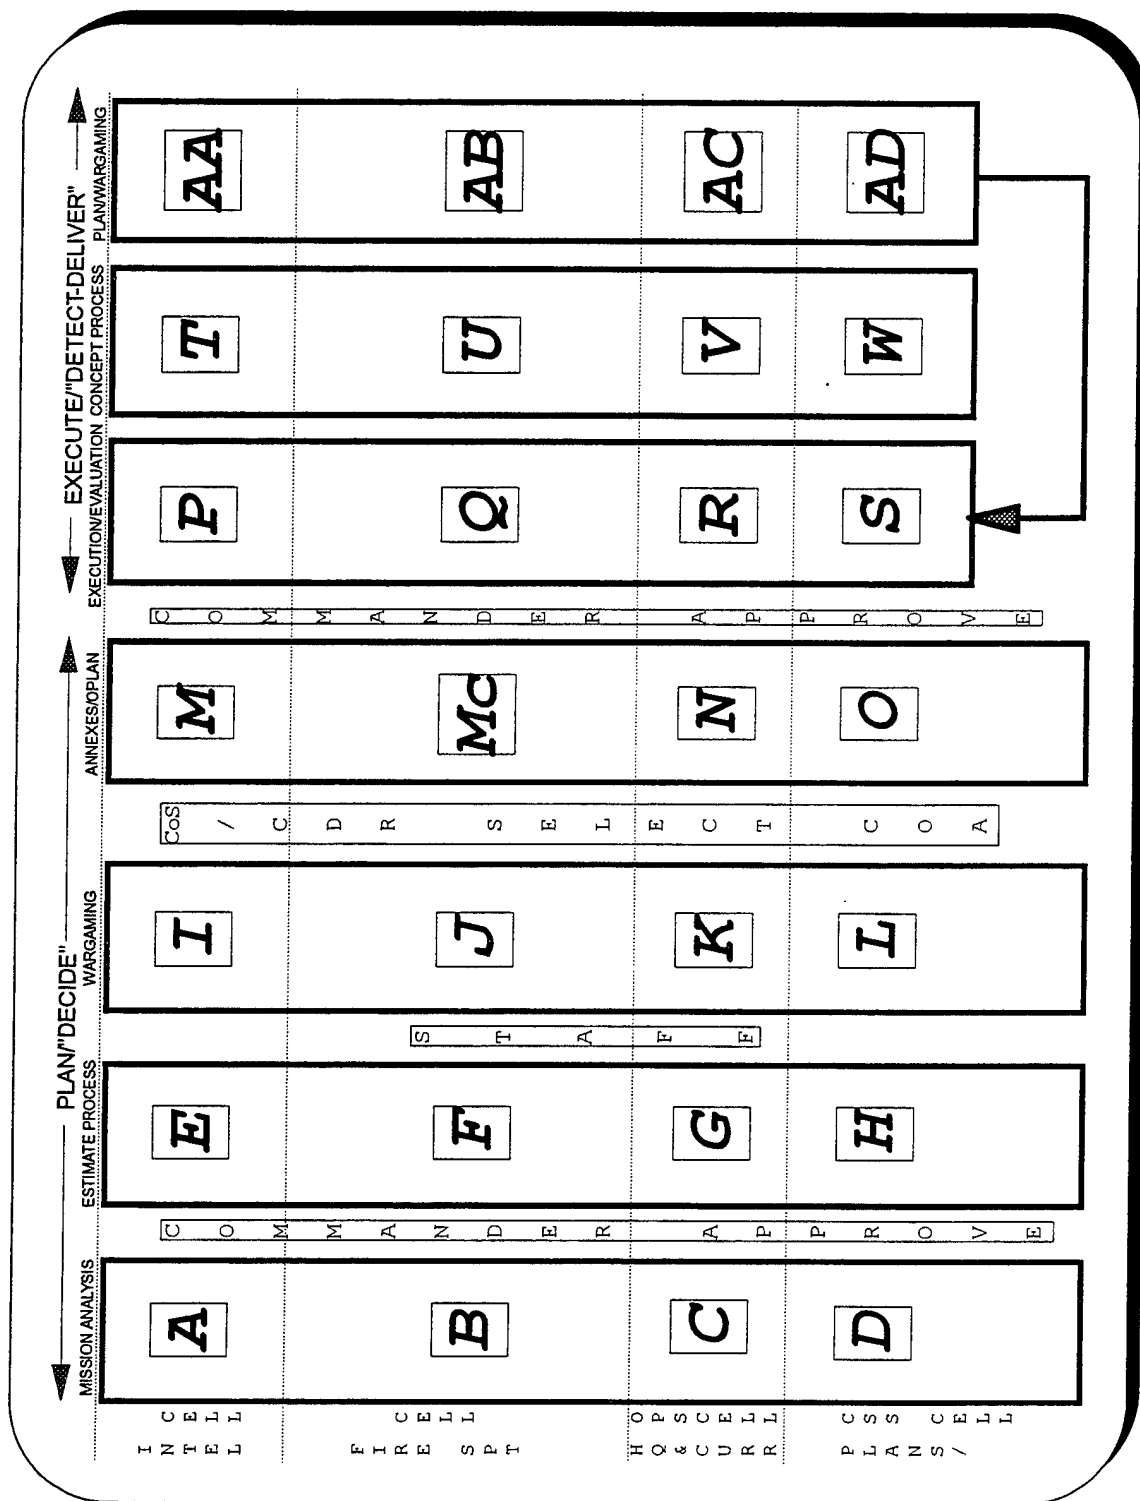 PLAN/"DECIDE"
EXECUTE/"DETECT-DELIVER"
MISSION ANALYSIS
ESTIMATE PROCESS
WARGAMING
ANNEXES/OPLAN
EXECUTION/EVALUATION
CONCEPT PROCESS
PLAN/WARGAMING
INTELL CELL
A
E
I
M
P
T
AA
FIRE SPT CELL
B
F
J
Mc
Q
U
AB
HQ & CURR OPS CELL
C
G
K
N
R
V
AC
PLANS/ CSS CELL
D
H
L
O
S
W
AD
COMMANDER APPROVE
STAFF
CoS/CDR SELECT COA
COMMANDER APPROVE